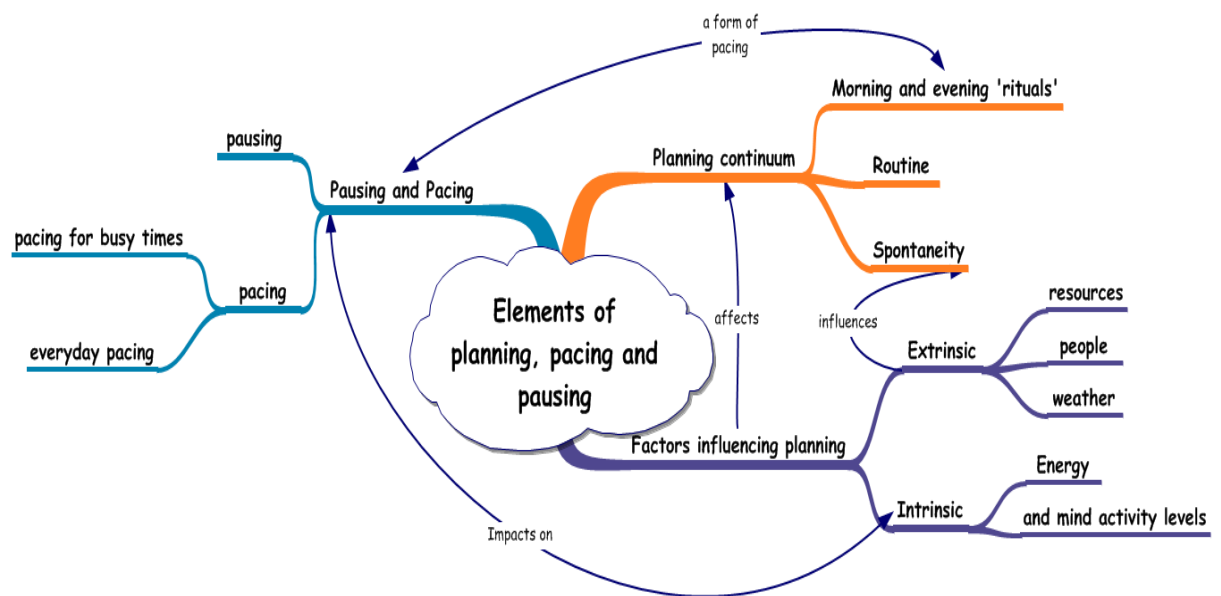 a form of
pacing
Morning and evening 'rituals'
pausing
Planning continuum
Routine
Pausing and Pacing
pacing for busy times
Spontaneity
pacing
resources
Elements of
planning, pacing and
pausing
affects
influences
everyday pacing
Extrinsic
people
weather
Factors influencing planning
Energy
Intrinsic
and mind activity levels
Impacts on